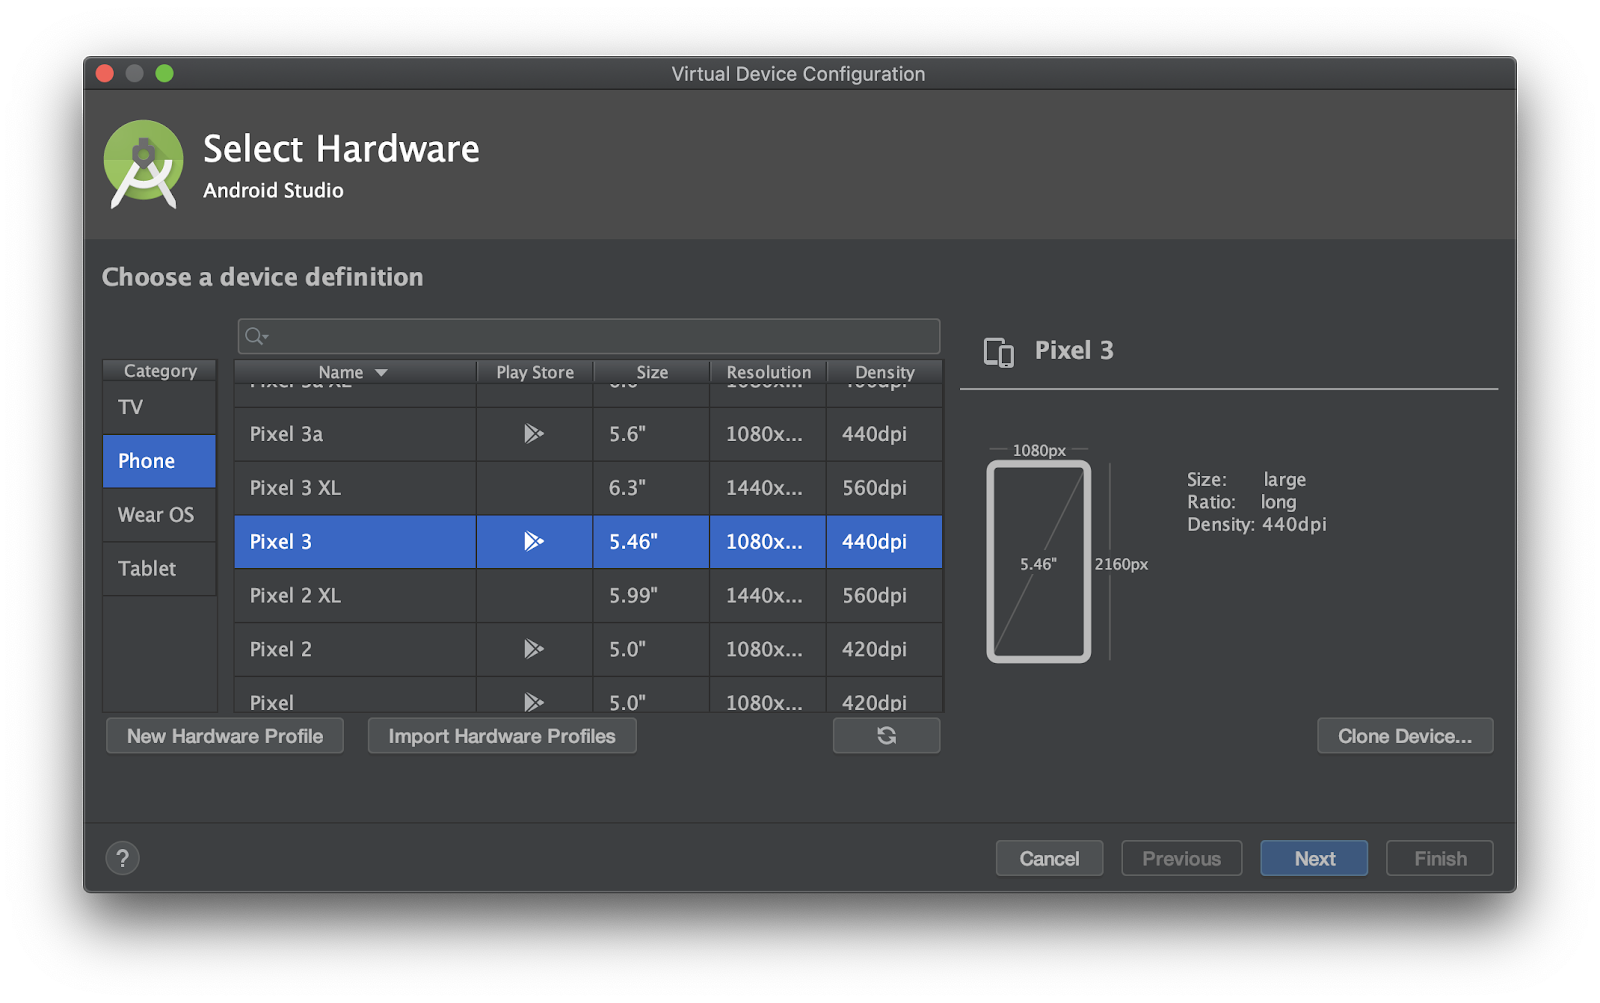 Virtual Device Configuration
Select Hardware
Android Studio
Choose a device definition
Category
TV
Phone
Wear OS
Tablet
Name Play Store Size Resolution Density
Pixel 3a 5.6" 1080x... 440dpi
Pixel 3 XL 6.3" 1440x... 560dpi
Pixel 3 5.46" 1080x... 440dpi
Pixel 2 XL 5.99" 1440x... 560dpi
Pixel 2 5.0" 1080x... 420dpi
Pixel 5.0" 1080x... 420dpi
New Hardware Profile Import Hardware Profiles
Pixel 3
1080px
5.46"
2160px
Size: large
Ratio: long
Density: 440dpi
Clone Device...
? Cancel Previous Next Finish